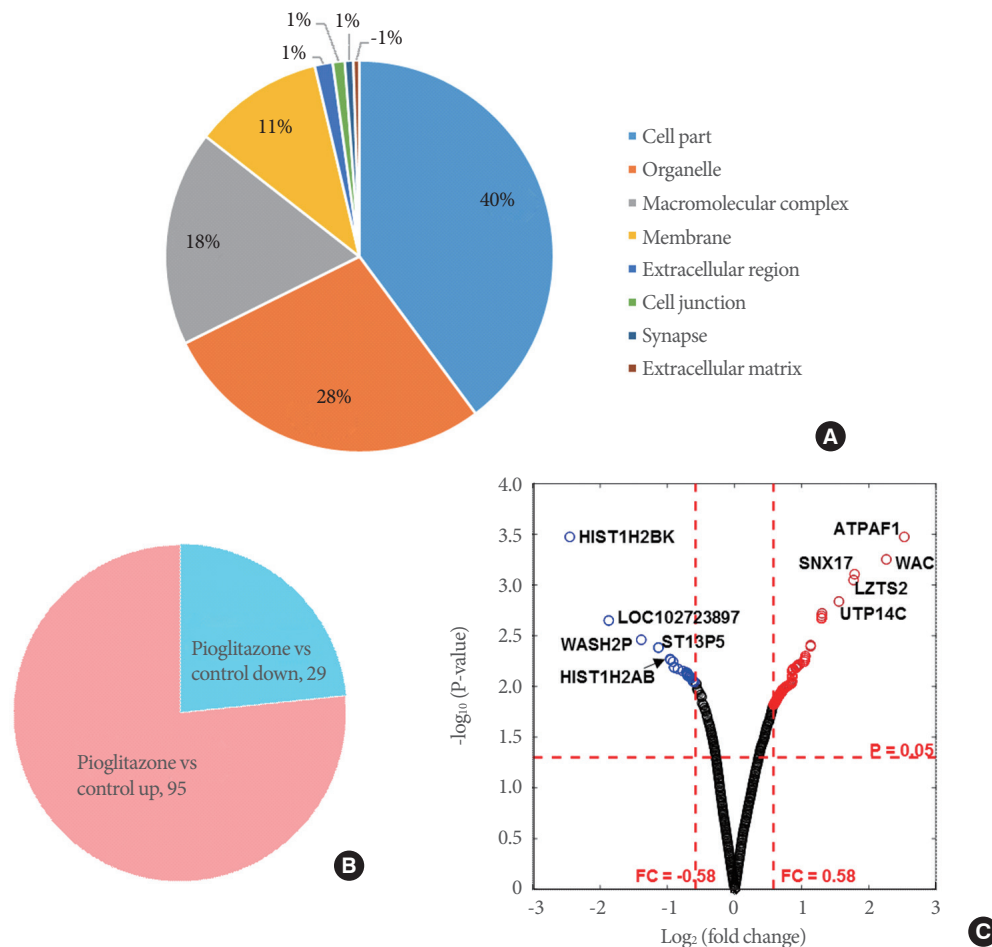 1%
1%
1%
-1%
11%
40%
18%
28%
Cell part
Organelle
Macromolecular complex
Membrane
Extracellular region
Cell junction
Synapse
Extracellular matrix
A
Pioglitazone vs
control down, 29
Pioglitazone vs
control up, 95
B
4.0
3.5
3.0
2.5
2.0
1.5
1.0
0.5
0
-log₁₀ (P-value)
HIST1H2BK
LOC102723897
WASH2P
ST13P5
HIST1H2AB
ATPAF1
WAC
SNX17
LZTS2
UTP14C
P = 0.05
FC = -0.58
FC = 0.58
-3
-2
-1
0
1
2
3
Log₂ (fold change)
C